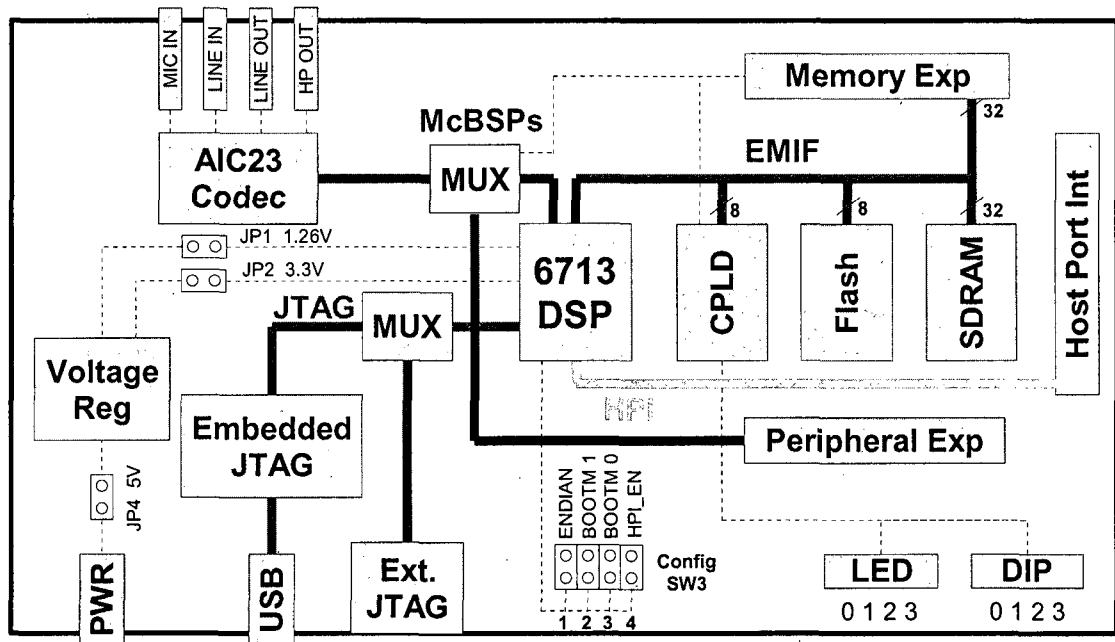 MIC IN
LINE IN
LINE OUT
HP OUT
Memory Exp
32
McBSPs
AIC23
Codec
MUX
EMIF
8
8
32
JP1 1.26V
JP2 3.3V
6713
DSP
CPLD
Flash
SDRAM
Host Port Int
JTAG
MUX
Voltage
Reg
HPI
Embedded
JTAG
Peripheral Exp
JP4 5V
ENDIAN
BOOTM 1
BOOTM 0
HPI_EN
Config
SW3
PWR
USB
Ext.
JTAG
LED
DIP
1 2 3 4
0 1 2 3
0 1 2 3